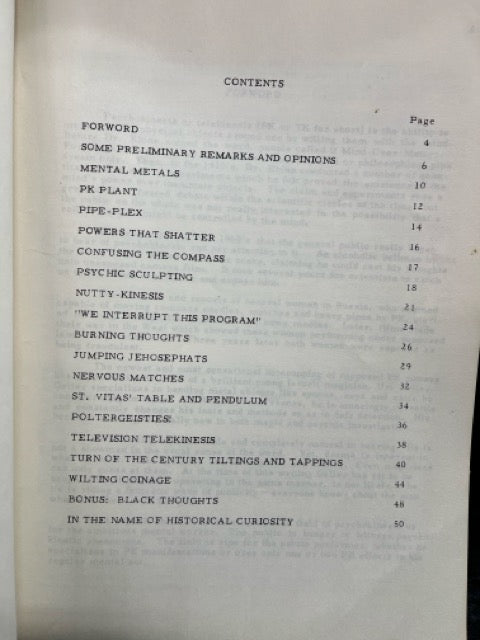 CONTENTS
Page
FORWORD 4
SOME PRELIMINARY REMARKS AND OPINIONS 6
MENTAL METALS 10
PK PLANT 12
PIPE-PLEX 14
POWERS THAT SHATTER 16
CONFUSING THE COMPASS 17
PSYCHIC SCULPTING 18
NUTTY-KINESIS 21
"WE INTERRUPT THIS PROGRAM" 24
BURNING THOUGHTS 26
JUMPING JEHOSEPHATS 29
NERVOUS MATCHES 32
ST. VITAS' TABLE AND PENDULUM 34
POLTERGEISTIES! 36
TELEVISION TELEKINESIS 38
TURN OF THE CENTURY TILTINGS AND TAPPINGS 40
WILTING COINAGE 44
BONUS: BLACK THOUGHTS 48
IN THE NAME OF HISTORICAL CURIOSITY 50